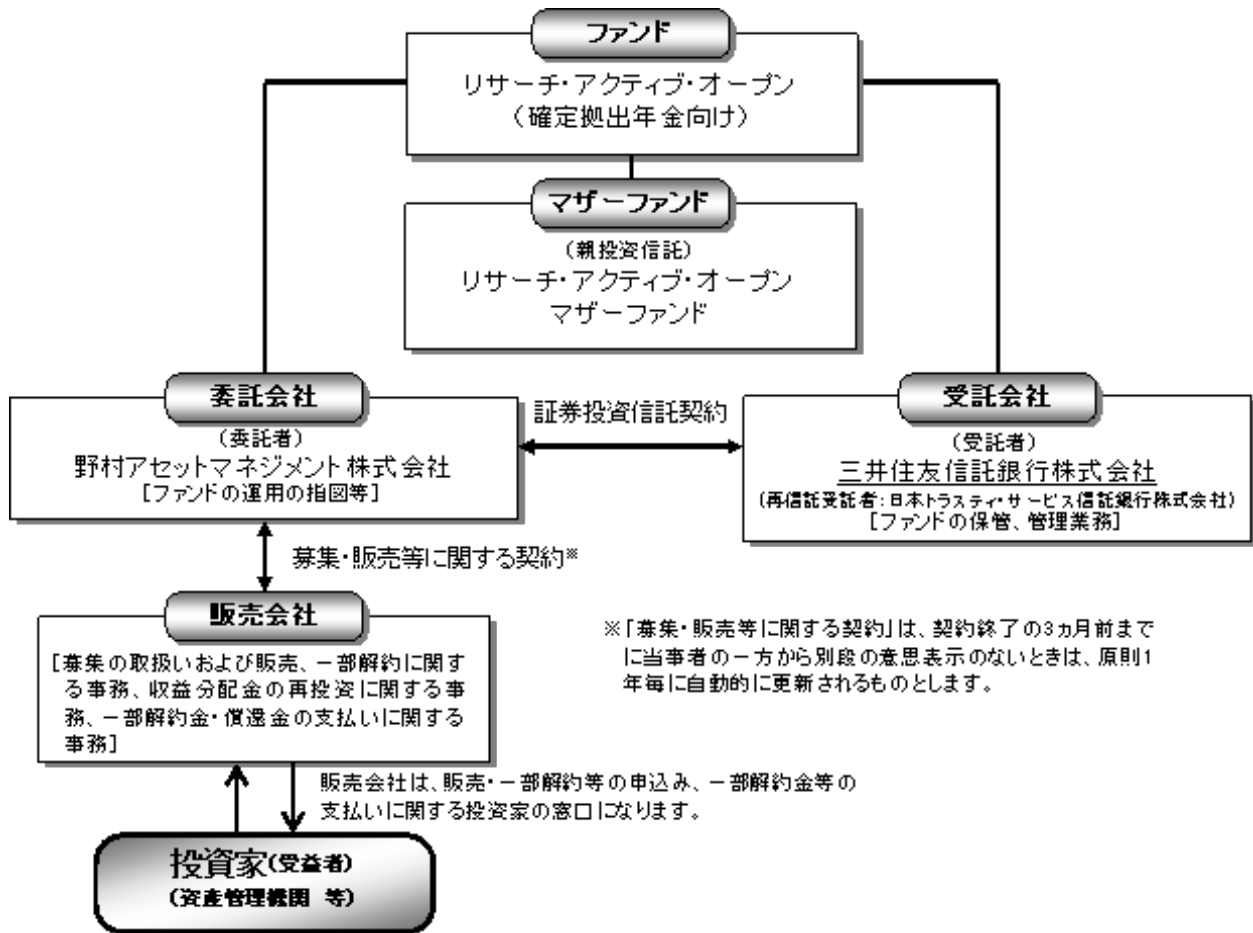 ファンド
リサーチ・アクティブ・オープン
（確定拠出年金向け）
マザーファンド
（親投資信託）
リサーチ・アクティブ・オープン
マザーファンド
委託会社
（委託者）
野村アセットマネジメント株式会社
［ファンドの運用の指図等］
証券投資信託契約
受託会社
（受託者）
三井住友信託銀行株式会社
（再信託受託者：日本トラスティ・サービス信託銀行株式会社）
［ファンドの保管、管理業務］
募集・販売等に関する契約※
販売会社
［募集の取扱いおよび販売、一部解約に関す
る事務、収益分配金の再投資に関する事
務、一部解約金・償還金の支払いに関する
事務］
※「募集・販売等に関する契約」は、契約終了の3ヵ月前まで
に当事者の一方から別段の意思表示のないときは、原則1
年毎に自動的に更新されるものとします。
販売会社は、販売・一部解約等の申込み、一部解約金等の
支払いに関する投資家の窓口になります。
投資家（受益者）
（資産管理機関 等）